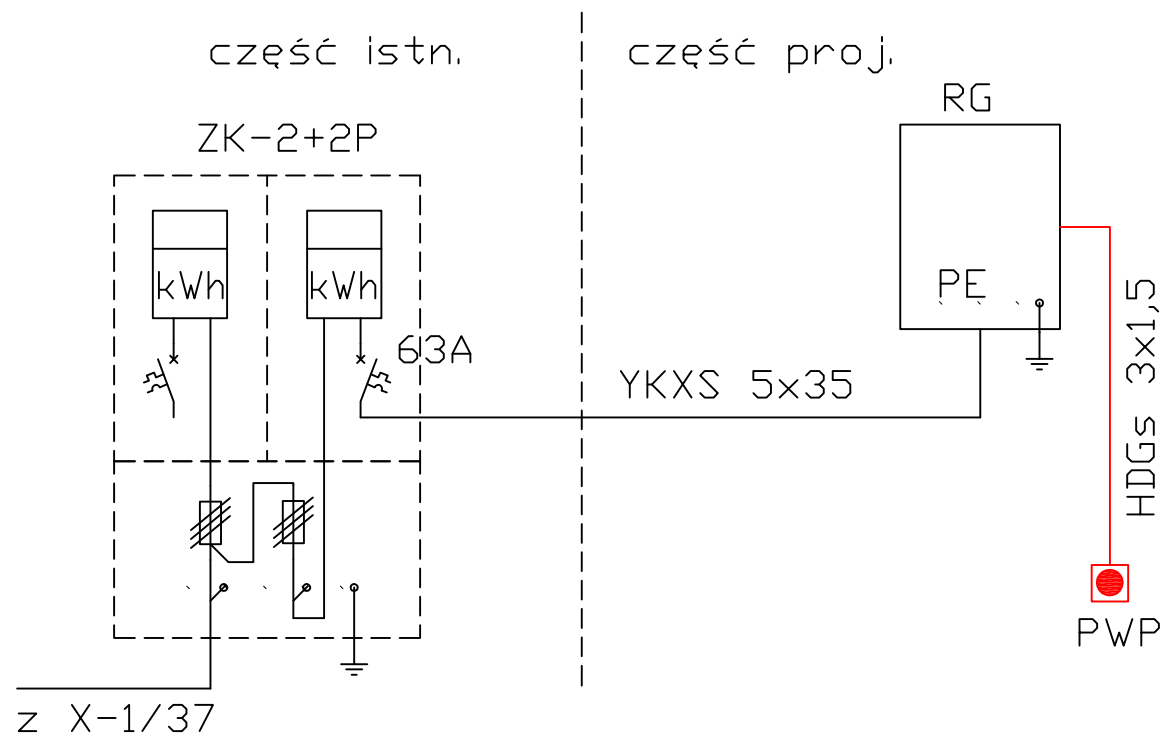 część istn.
część proj.
RG
ZK-2+2P
kWh
kWh
PE
63A
YKXS 5x35
HDGs 3x1,5
PWP
z X-1/37